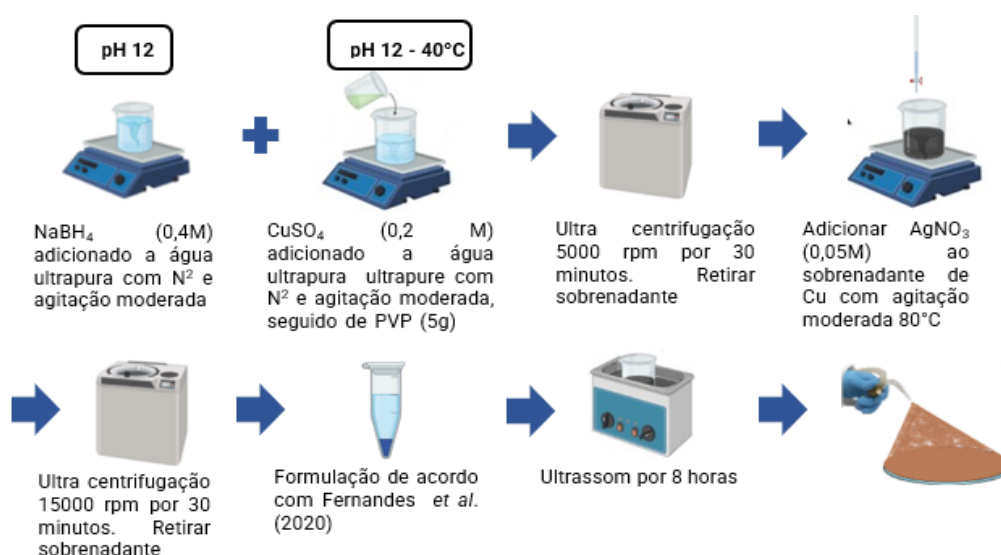 pH 12
pH 12 - 40°C
NaBH₄ (0,4M)
adicionado a água
ultrapura com N² e
agitação moderada
CuSO₄ (0,2 M)
adicionado a água
ultrapura ultrapure com
N² e agitação moderada,
seguido de PVP (5g)
Ultra centrifugação
5000 rpm por 30
minutos. Retirar
sobrenadante
Adicionar AgNO₃
(0,05M) ao
sobrenadante de
Cu com agitação
moderada 80°C
Ultra centrifugação
15000 rpm por 30
minutos. Retirar
sobrenadante
Formulação de acordo
com Fernandes et al.
(2020)
Ultrassom por 8 horas